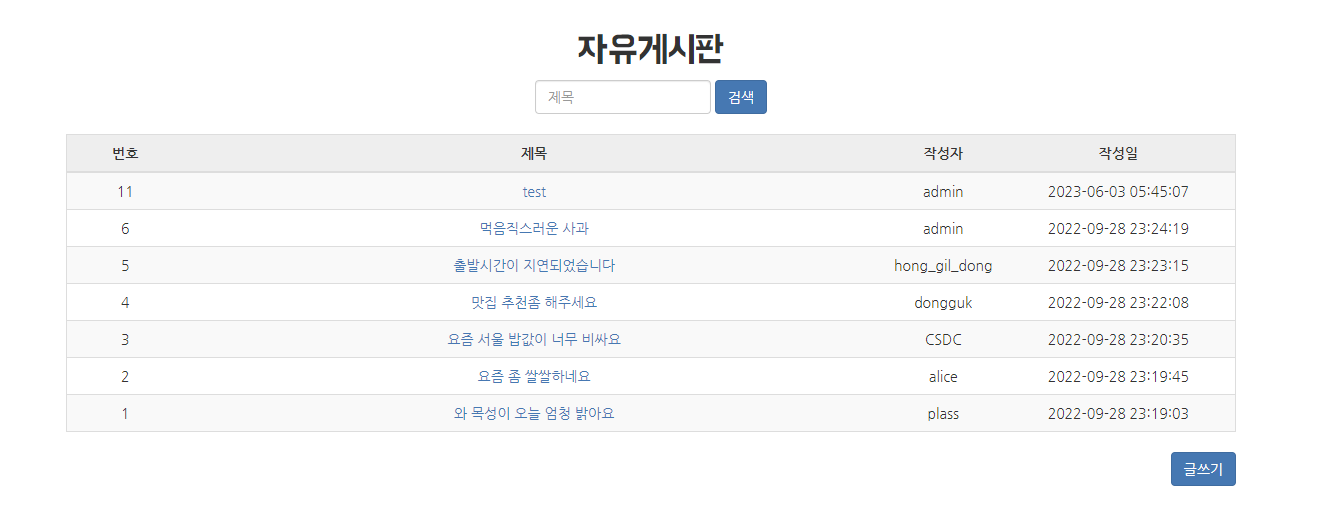 자유게시판
제목 검색
번호 제목 작성자 작성일
11 test admin 2023-06-03 05:45:07
6 먹음직스러운 사과 admin 2022-09-28 23:24:19
5 출발시간이 지연되었습니다 hong_gil_dong 2022-09-28 23:23:15
4 맛집 추천좀 해주세요 dongguk 2022-09-28 23:22:08
3 요즘 서울 밥값이 너무 비싸요 CSDC 2022-09-28 23:20:35
2 요즘 좀 쌀쌀하네요 alice 2022-09-28 23:19:45
1 와 목성이 오늘 엄청 밝아요 plass 2022-09-28 23:19:03
글쓰기